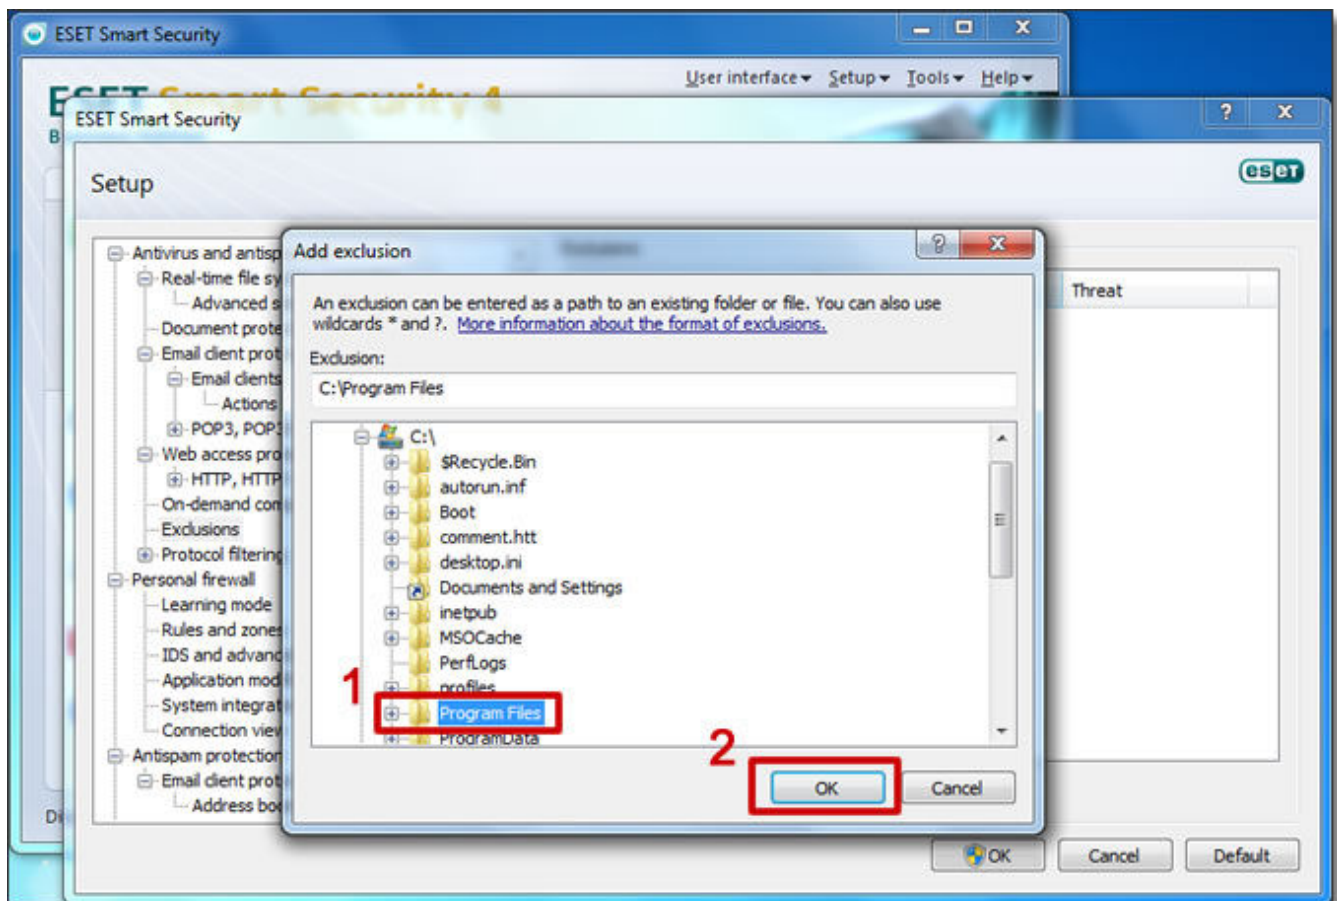 ESET Smart Security
User interface Setup Tools Help
ESET Smart Security 4
ESET Smart Security
Setup
eseT
Antivirus and antisp
Real-time file sy
Advanced s
Document prote
Email client prot
Email clients
Actions
POP3, POP3
Web access pro
HTTP, HTTP
On-demand com
Exclusions
Protocol filtering
Personal firewall
Learning mode
Rules and zones
IDS and advanc
Application mod
System integrat
Connection view
Antispam protection
Email client prot
Address boo
Threat
Add exclusion
An exclusion can be entered as a path to an existing folder or file. You can also use
wildcards * and ?. More information about the format of exclusions.
Exclusion:
C:\Program Files
C:\
$Recycle.Bin
autorun.inf
Boot
comment.htt
desktop.ini
Documents and Settings
inetpub
MSOCache
PerfLogs
profiles
1
Program Files
ProgramData
2
OK Cancel
OK Cancel Default